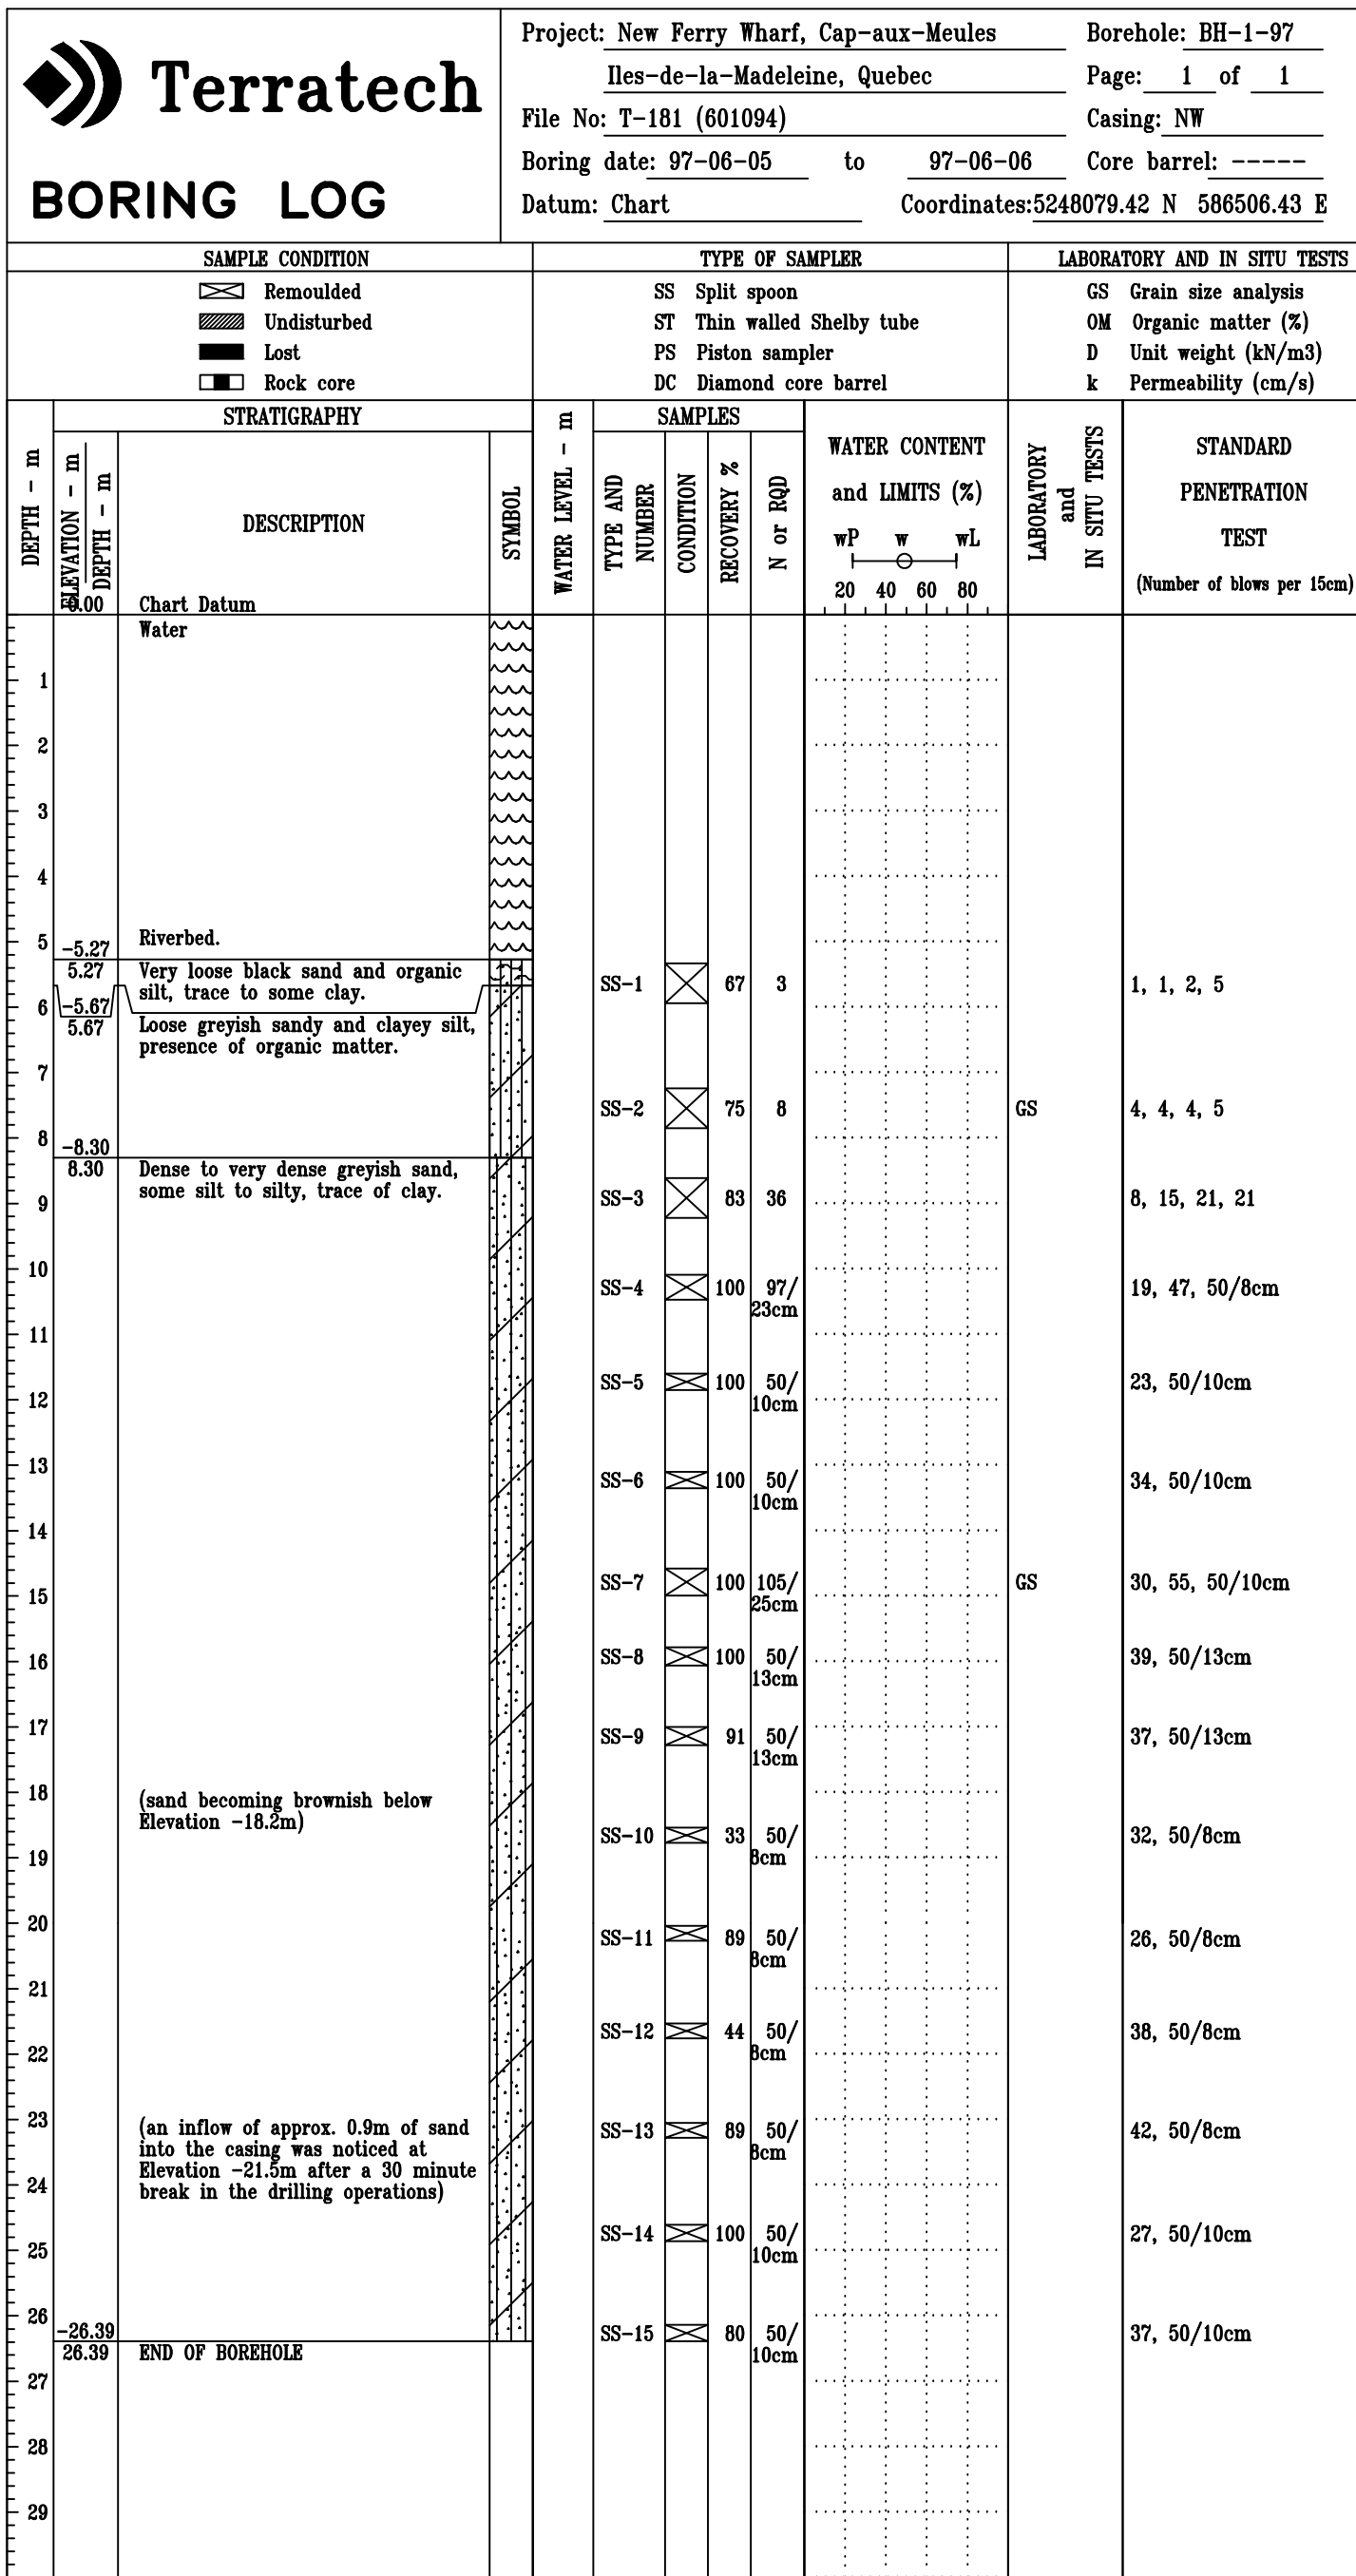 Terratech
BORING LOG
Project: New Ferry Wharf, Cap-aux-Meules
Iles-de-la-Madeleine, Quebec
File No: T-181 (601094)
Boring date: 97-06-05 to 97-06-06
Datum: Chart
Borehole: BH-1-97
Page: 1 of 1
Casing: NW
Core barrel: -----
Coordinates: 5248079.42 N 586506.43 E
SAMPLE CONDITION
Remoulded
Undisturbed
Lost
Rock core
TYPE OF SAMPLER
SS Split spoon
ST Thin walled Shelby tube
PS Piston sampler
DC Diamond core barrel
LABORATORY AND IN SITU TESTS
GS Grain size analysis
OM Organic matter (%)
D Unit weight (kN/m3)
k Permeability (cm/s)
DEPTH - m
STRATIGRAPHY
ELEVATION - m
DEPTH - m
DESCRIPTION
SYMBOL
WATER LEVEL - m
SAMPLES
TYPE AND
NUMBER
CONDITION
RECOVERY %
N or RQD
WATER CONTENT
and LIMITS (%)
wP w wL
20 40 60 80
LABORATORY
and
IN SITU TESTS
STANDARD
PENETRATION
TEST
(Number of blows per 15cm)
0.00 Chart Datum
Water
1
2
3
4
5
-5.27 Riverbed.
5.27 Very loose black sand and organic
silt, trace to some clay.
SS-1 67 3 1, 1, 2, 5
6
-5.67
5.67 Loose greyish sandy and clayey silt,
presence of organic matter.
7
SS-2 75 8 GS 4, 4, 4, 5
8
-8.30
8.30 Dense to very dense greyish sand,
some silt to silty, trace of clay.
9
SS-3 83 36 8, 15, 21, 21
10
SS-4 100 97/
23cm
19, 47, 50/8cm
11
SS-5 100 50/
10cm
23, 50/10cm
12
13
SS-6 100 50/
10cm
34, 50/10cm
14
SS-7 100 105/
25cm
GS 30, 55, 50/10cm
15
16
SS-8 100 50/
13cm
39, 50/13cm
17
SS-9 91 50/
13cm
37, 50/13cm
18
(sand becoming brownish below
Elevation -18.2m)
SS-10 33 50/
8cm
32, 50/8cm
19
20
SS-11 89 50/
8cm
26, 50/8cm
21
SS-12 44 50/
8cm
38, 50/8cm
22
23
(an inflow of approx. 0.9m of sand
into the casing was noticed at
Elevation -21.5m after a 30 minute
break in the drilling operations)
SS-13 89 50/
8cm
42, 50/8cm
24
SS-14 100 50/
10cm
27, 50/10cm
25
26
-26.39
26.39 END OF BOREHOLE
SS-15 80 50/
10cm
37, 50/10cm
27
28
29